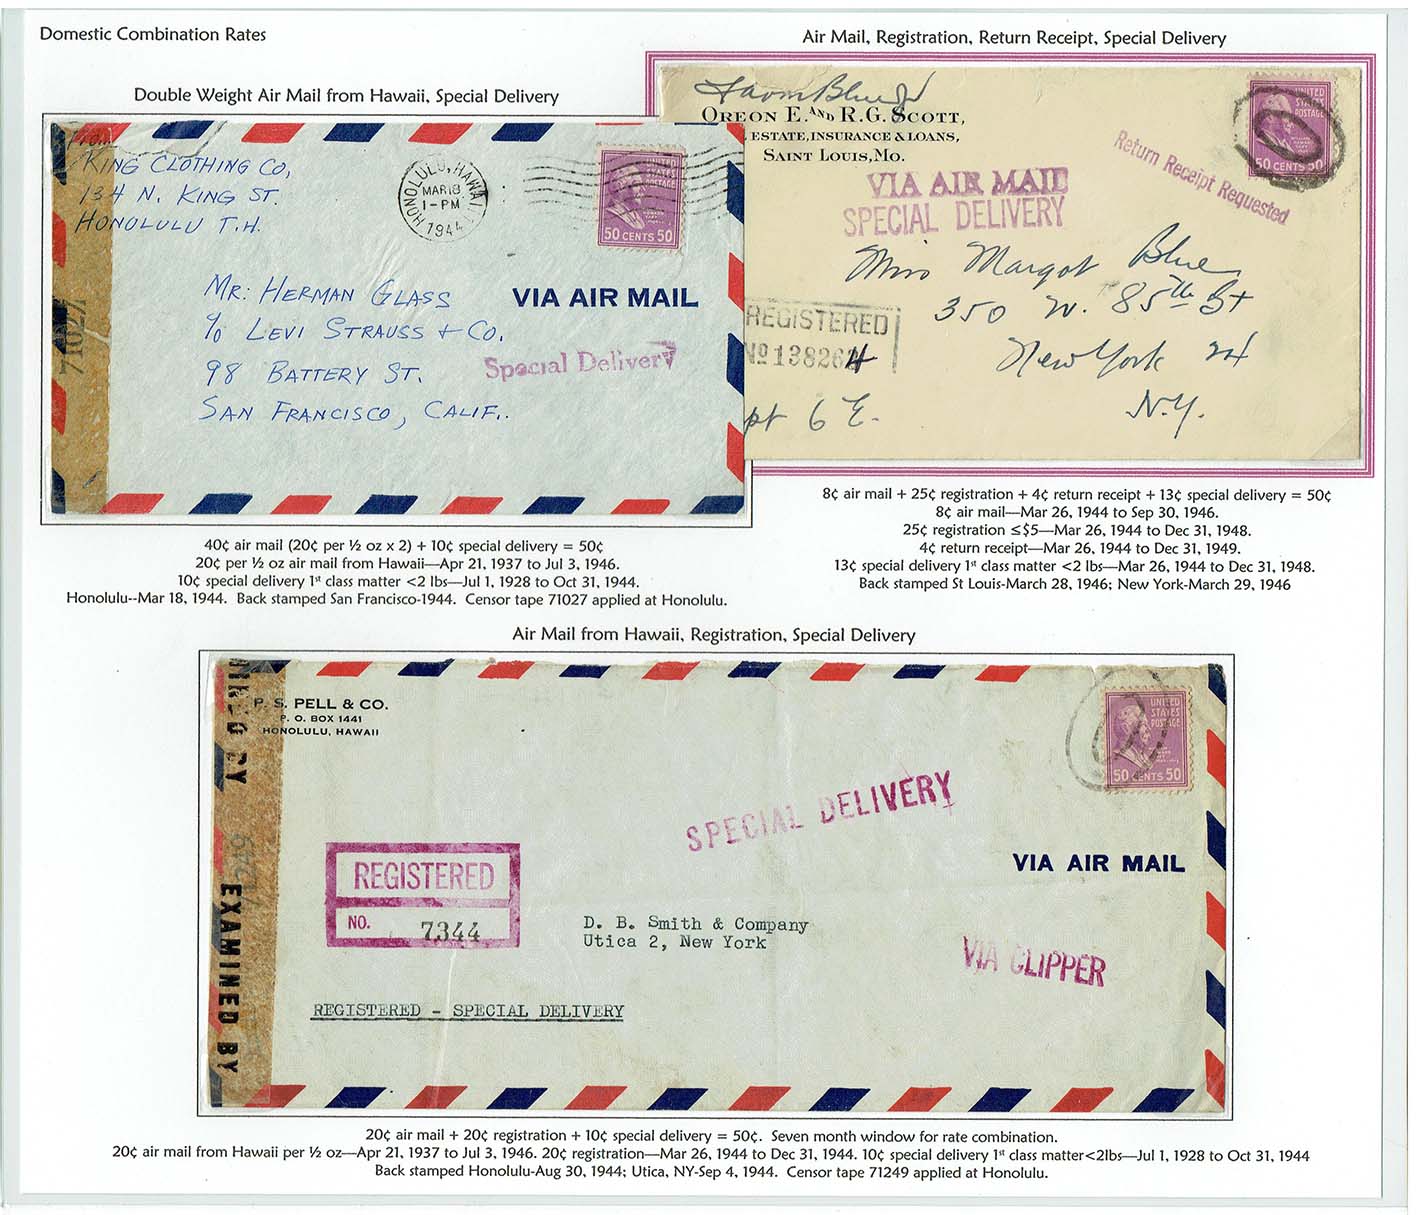 Domestic Combination Rates
Double Weight Air Mail from Hawaii, Special Delivery
KING CLOTHING CO,
134 N. KING ST.
HONOLULU T.H.
HONOLULU, HAWAII
MAR 18
1-PM
1944
UNITED
STATES
POSTAGE
50 CENTS 50
MR: HERMAN GLASS
VIA AIR MAIL
c/o LEVI STRAUSS + CO.
Special Delivery
98 BATTERY ST.
SAN FRANCISCO, CALIF.
71027
40¢ air mail (20¢ per ½ oz x 2) + 10¢ special delivery = 50¢
20¢ per ½ oz air mail from Hawaii—Apr 21, 1937 to Jul 3, 1946.
10¢ special delivery 1st class matter <2 lbs—Jul 1, 1928 to Oct 31, 1944.
Honolulu--Mar 18, 1944.  Back stamped San Francisco-1944.  Censor tape 71027 applied at Honolulu.
Air Mail, Registration, Return Receipt, Special Delivery
OREON E. AND R.G. SCOTT,
ESTATE, INSURANCE & LOANS,
SAINT LOUIS, MO.
UNITED
STATES
POSTAGE
50 CENTS 50
Return Receipt Requested
VIA AIR MAIL
SPECIAL DELIVERY
Miss Margot Blue
350 W. 85th St
New York 24
N.Y.
REGISTERED
No 138264
pt 6 E.
8¢ air mail + 25¢ registration + 4¢ return receipt + 13¢ special delivery = 50¢
8¢ air mail—Mar 26, 1944 to Sep 30, 1946.
25¢ registration ≤$5—Mar 26, 1944 to Dec 31, 1948.
4¢ return receipt—Mar 26, 1944 to Dec 31, 1949.
13¢ special delivery 1st class matter <2 lbs—Mar 26, 1944 to Dec 31, 1948.
Back stamped St Louis-March 28, 1946; New York-March 29, 1946
Air Mail from Hawaii, Registration, Special Delivery
P. S. PELL & CO.
P. O. BOX 1441
HONOLULU, HAWAII
UNITED
STATES
POSTAGE
50 CENTS 50
SPECIAL DELIVERY
VIA AIR MAIL
REGISTERED
NO. 7344
D. B. Smith & Company
Utica 2, New York
VIA CLIPPER
REGISTERED - SPECIAL DELIVERY
71249
EXAMINED BY
20¢ air mail + 20¢ registration + 10¢ special delivery = 50¢.  Seven month window for rate combination.
20¢ air mail from Hawaii per ½ oz—Apr 21, 1937 to Jul 3, 1946. 20¢ registration—Mar 26, 1944 to Dec 31, 1944. 10¢ special delivery 1st class matter<2lbs—Jul 1, 1928 to Oct 31, 1944
Back stamped Honolulu-Aug 30, 1944; Utica, NY-Sep 4, 1944.  Censor tape 71249 applied at Honolulu.